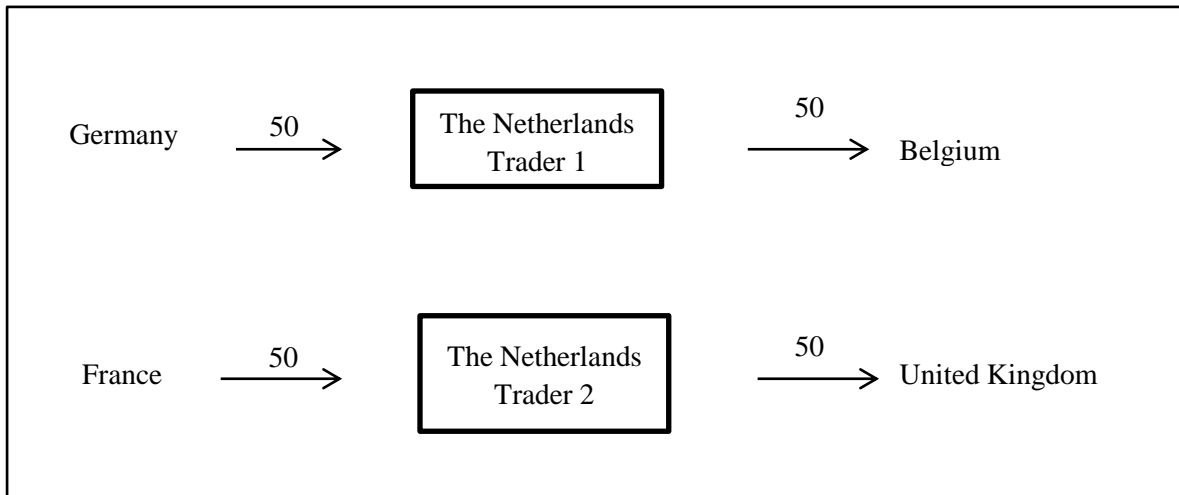 Germany
50
The Netherlands
Trader 1
50
Belgium
France
50
The Netherlands
Trader 2
50
United Kingdom